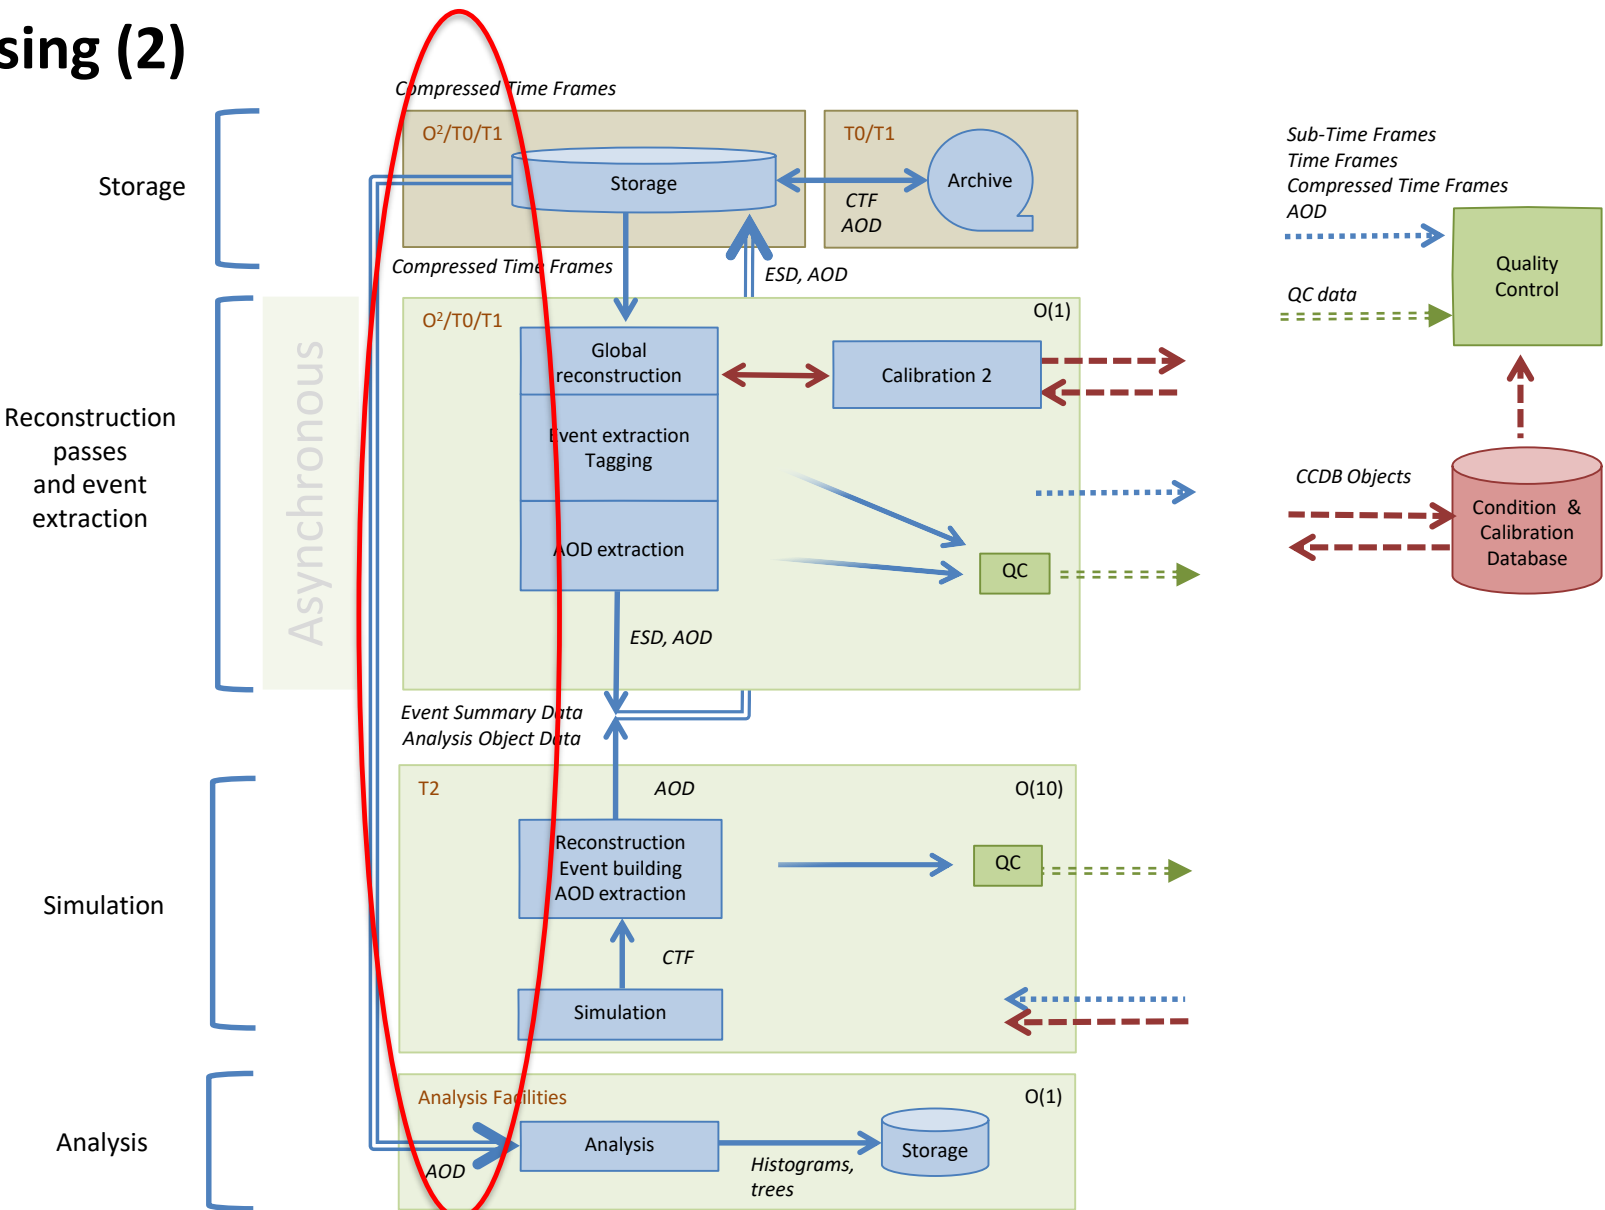 sing (2)
Compressed Time Frames
Storage
O²/T0/T1
Storage
T0/T1
Archive
CTF
AOD
Compressed Time Frames
ESD, AOD
Sub-Time Frames
Time Frames
Compressed Time Frames
AOD
Quality
Control
QC data
Reconstruction
passes
and event
extraction
Asynchronous
O²/T0/T1
O(1)
Global
reconstruction
Calibration 2
Event extraction
Tagging
AOD extraction
QC
ESD, AOD
CCDB Objects
Condition &
Calibration
Database
Event Summary Data
Analysis Object Data
Simulation
T2
AOD
O(10)
Reconstruction
Event building
AOD extraction
QC
CTF
Simulation
Analysis
Analysis Facilities
O(1)
AOD
Analysis
Histograms,
trees
Storage